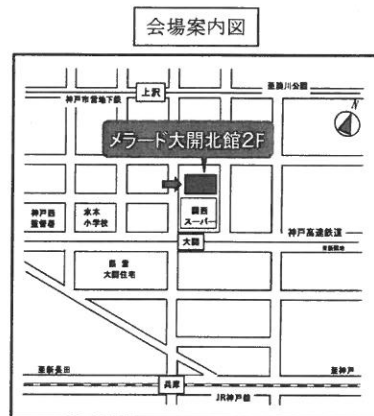 会場案内図
至湊川公園
上沢
神戸市営地下鉄
N
メラード大開北館2F
関西
スーパー
神戸西
監督署
水木
小学校
大開
神戸高速鉄道
県営
大開住宅
至新長田
至神戸
兵庫
JR神戸線